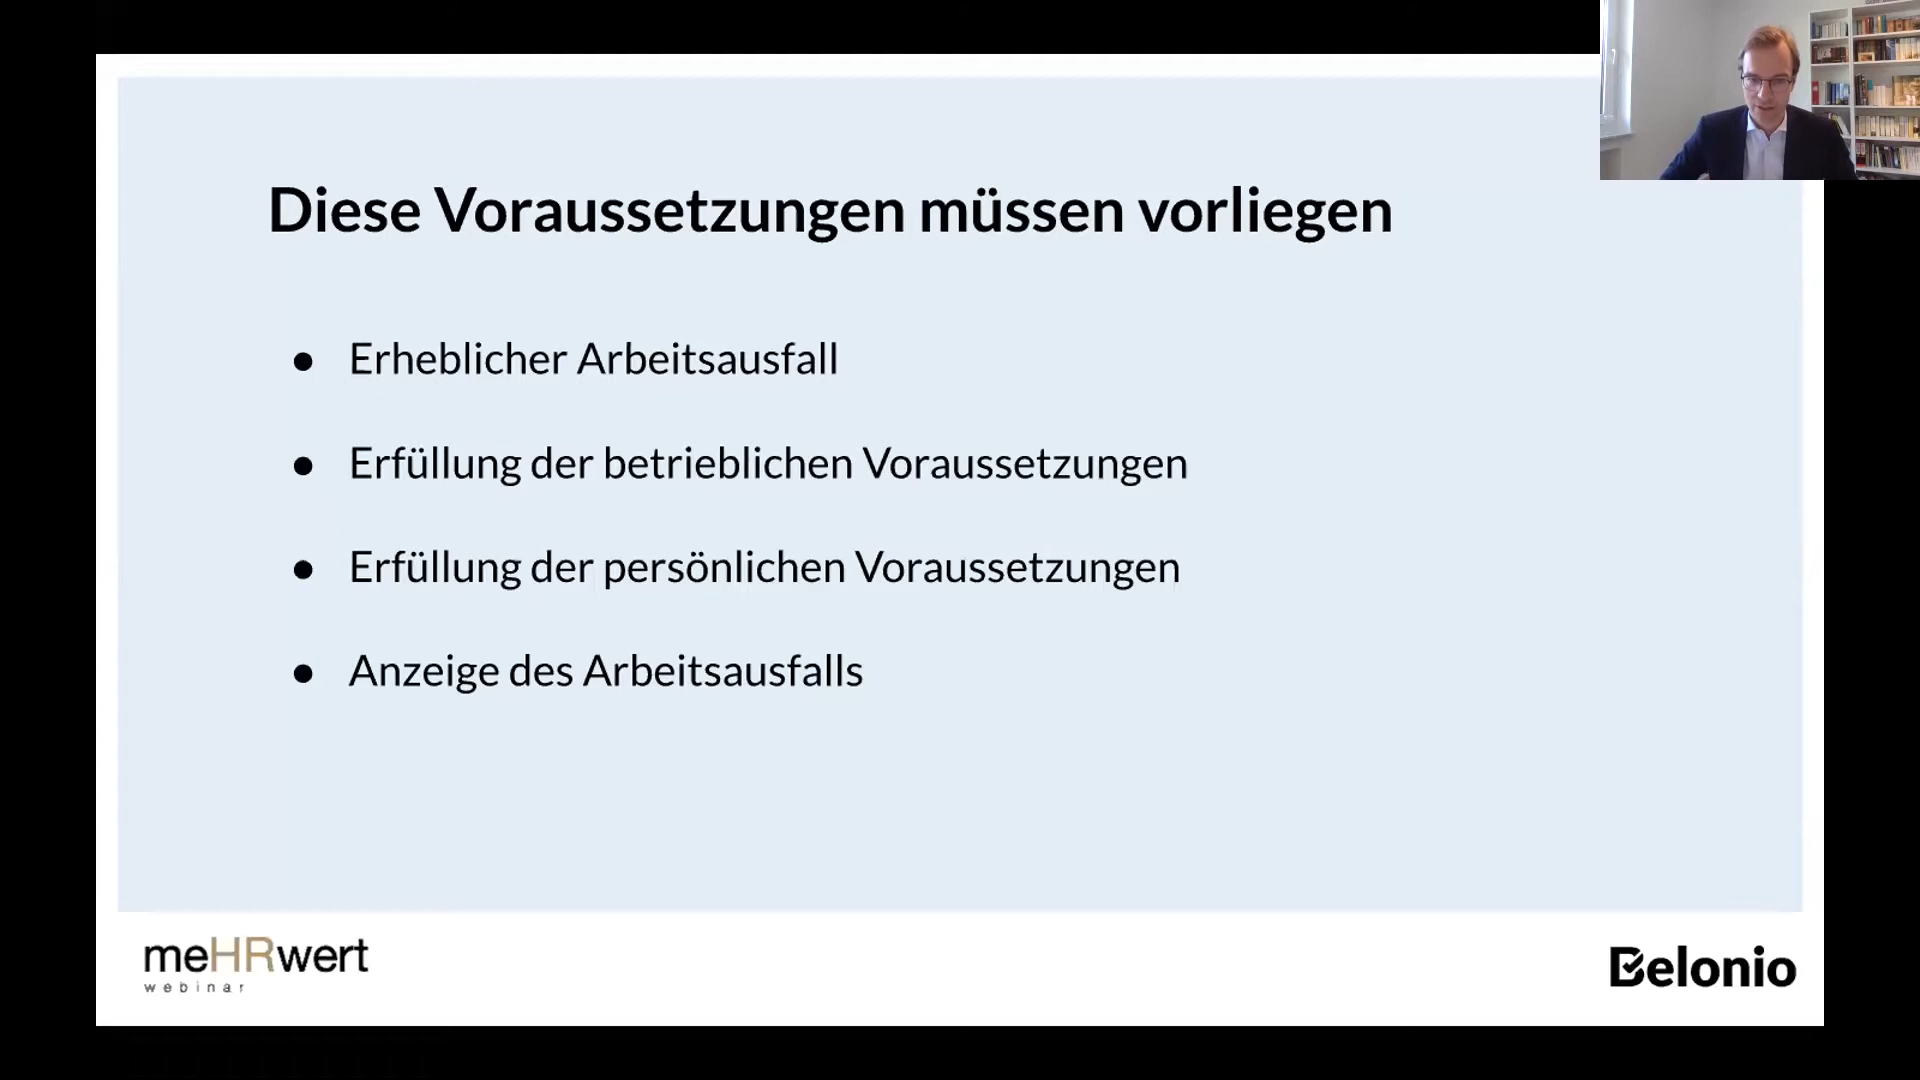 Diese Voraussetzungen müssen vorliegen
● Erheblicher Arbeitsausfall
● Erfüllung der betrieblichen Voraussetzungen
● Erfüllung der persönlichen Voraussetzungen
● Anzeige des Arbeitsausfalls
meHRwert
webinar
Belonio